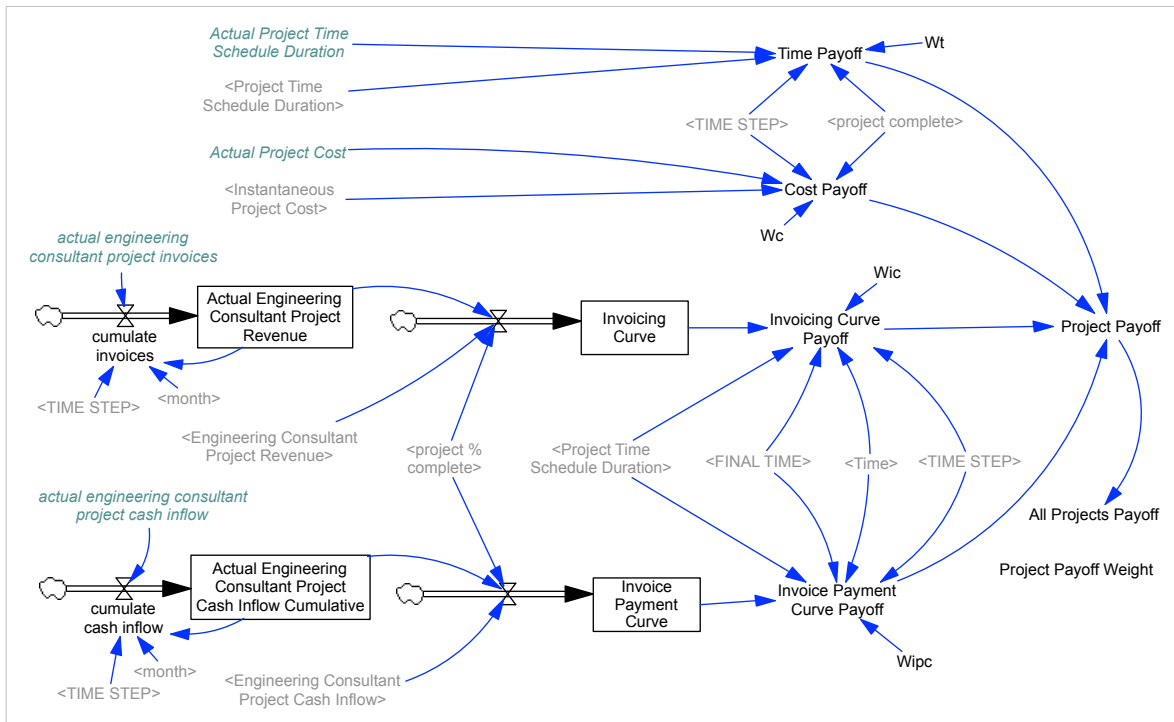 Actual Project Time
Schedule Duration
Time Payoff
Wt
<Project Time
Schedule Duration>
<TIME STEP>
<project complete>
Actual Project Cost
<Instantaneous
Project Cost>
Cost Payoff
Wc
actual engineering
consultant project invoices
Actual Engineering
Consultant Project
Revenue
cumulate
invoices
<TIME STEP>
<month>
Invoicing
Curve
Wic
Invoicing Curve
Payoff
Project Payoff
<Engineering Consultant
Project Revenue>
<project %
complete>
<Project Time
Schedule Duration>
<FINAL TIME>
<Time>
<TIME STEP>
actual engineering consultant
project cash inflow
All Projects Payoff
Actual Engineering
Consultant Project
Cash Inflow Cumulative
cumulate
cash inflow
<month>
<TIME STEP>
Invoice
Payment
Curve
Invoice Payment
Curve Payoff
Project Payoff Weight
Wipc
<Engineering Consultant
Project Cash Inflow>